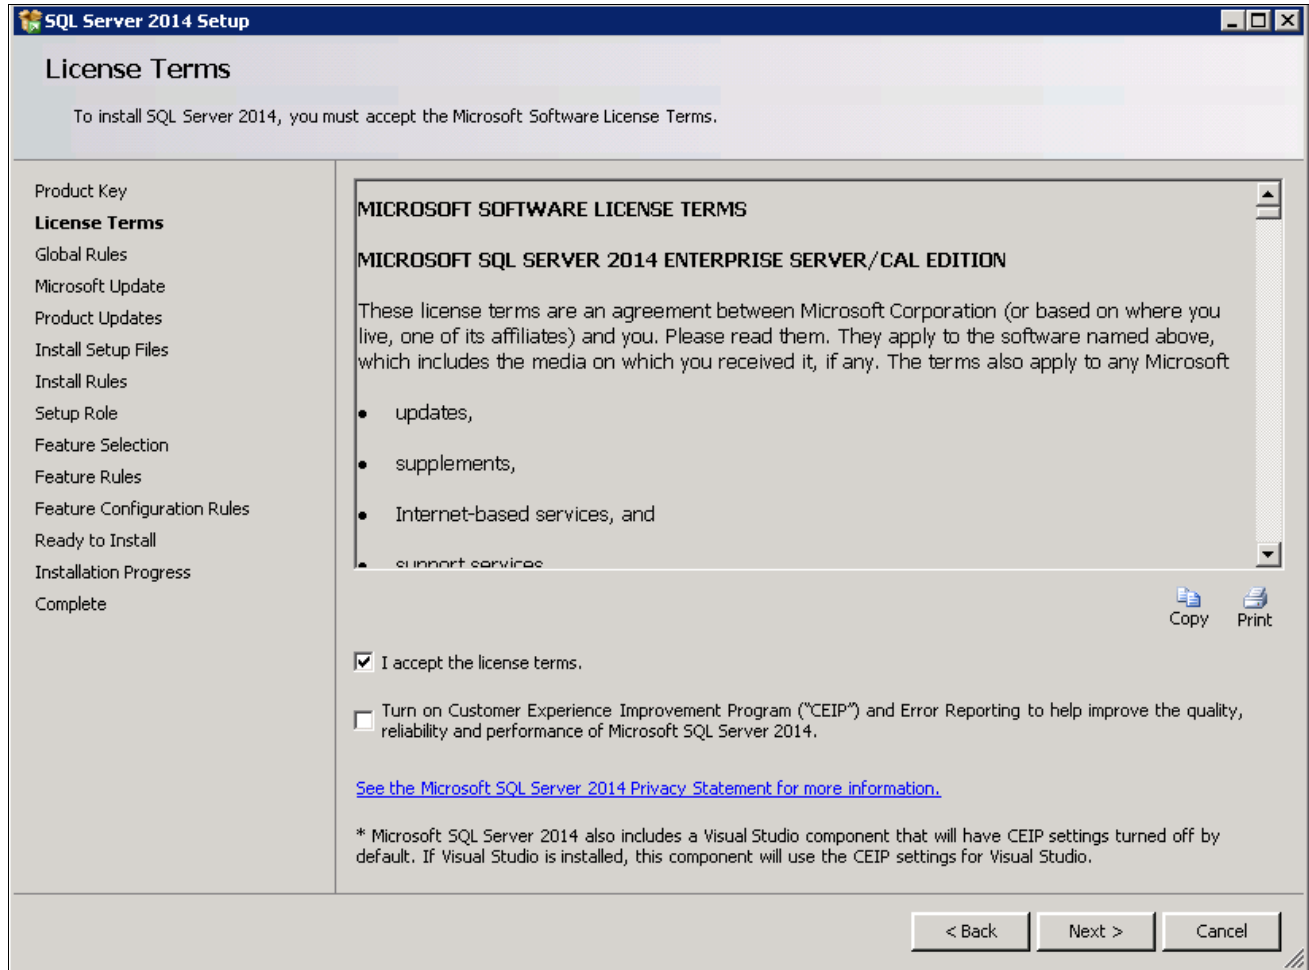 SQL Server 2014 Setup
License Terms
To install SQL Server 2014, you must accept the Microsoft Software License Terms.
Product Key
License Terms
Global Rules
Microsoft Update
Product Updates
Install Setup Files
Install Rules
Setup Role
Feature Selection
Feature Rules
Feature Configuration Rules
Ready to Install
Installation Progress
Complete
MICROSOFT SOFTWARE LICENSE TERMS
MICROSOFT SQL SERVER 2014 ENTERPRISE SERVER/CAL EDITION
These license terms are an agreement between Microsoft Corporation (or based on where you
live, one of its affiliates) and you. Please read them. They apply to the software named above,
which includes the media on which you received it, if any. The terms also apply to any Microsoft
• updates,
• supplements,
• Internet-based services, and
• support services
Copy
Print
I accept the license terms.
Turn on Customer Experience Improvement Program ("CEIP") and Error Reporting to help improve the quality,
reliability and performance of Microsoft SQL Server 2014.
See the Microsoft SQL Server 2014 Privacy Statement for more information.
* Microsoft SQL Server 2014 also includes a Visual Studio component that will have CEIP settings turned off by
default. If Visual Studio is installed, this component will use the CEIP settings for Visual Studio.
< Back
Next >
Cancel